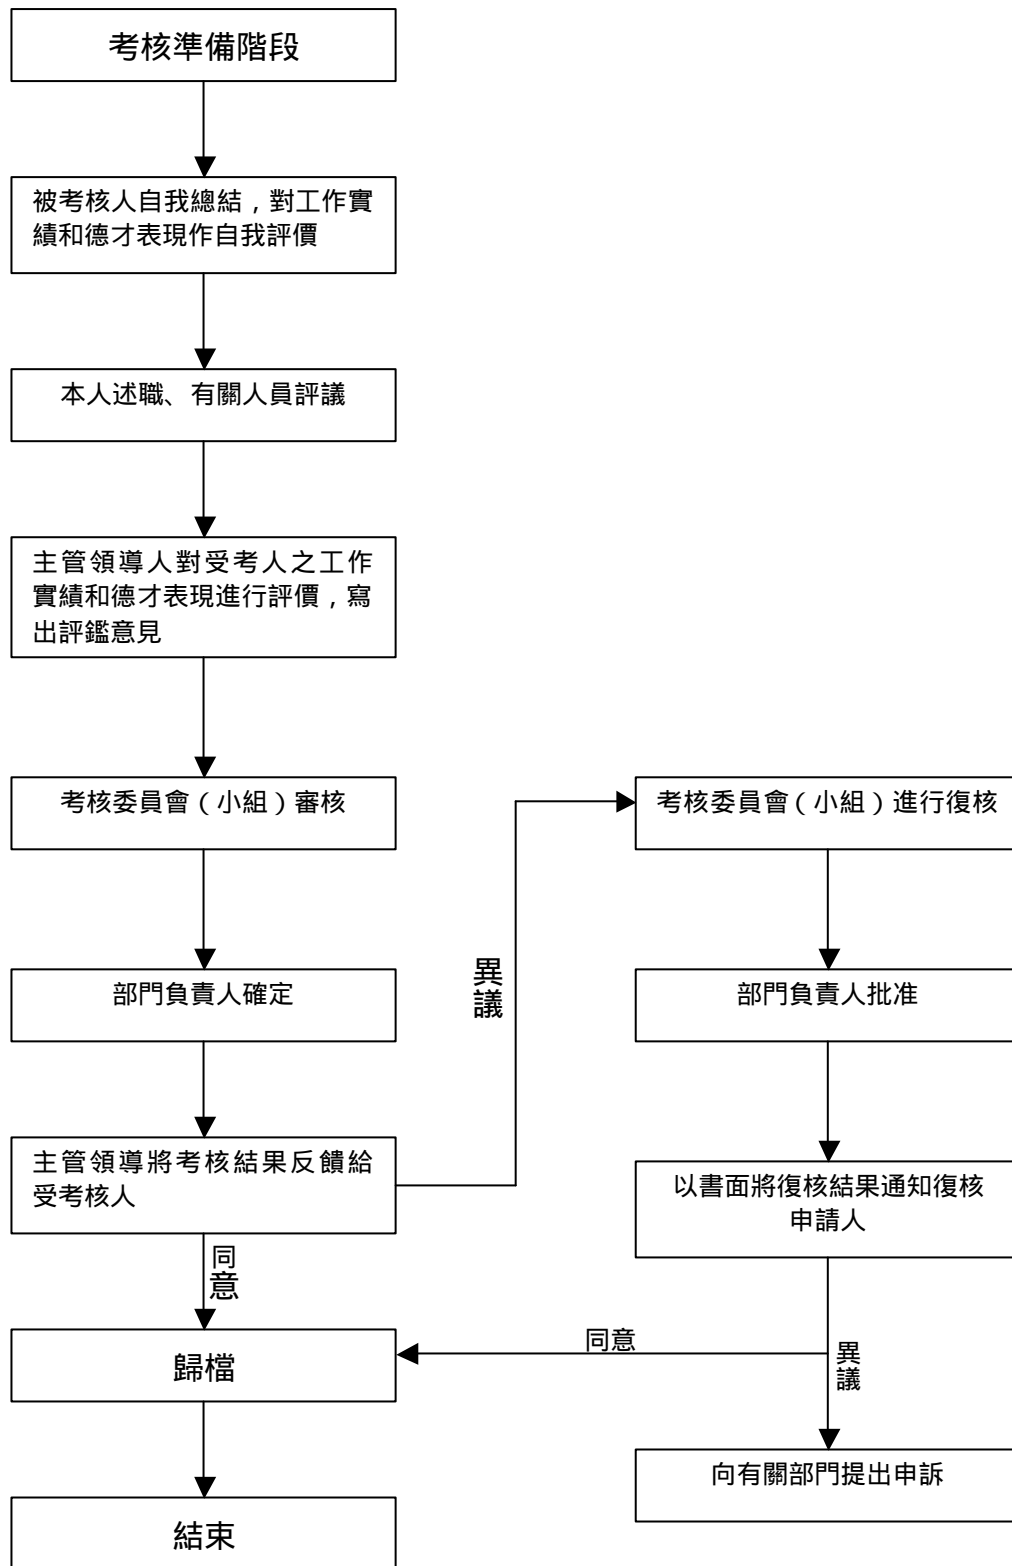 考核準備階段
被考核人自我總結，對工作實
績和德才表現作自我評價
本人述職、有關人員評議
主管領導人對受考人之工作
實績和德才表現進行評價，寫
出評鑑意見
考核委員會（小組）審核
部門負責人確定
主管領導將考核結果反饋給
受考核人
同意
歸檔
結束
異議
考核委員會（小組）進行復核
部門負責人批准
以書面將復核結果通知復核
申請人
同意
異議
向有關部門提出申訴